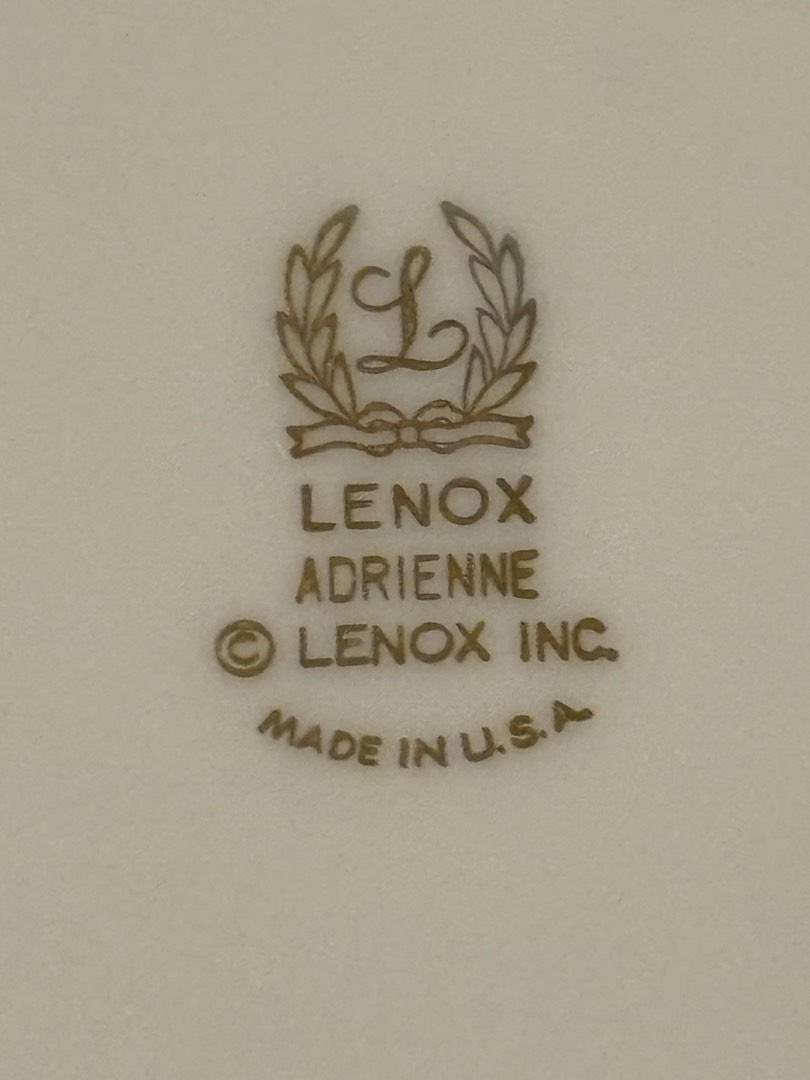 L
LENOX
ADRIENNE
© LENOX INC.
MADE IN U.S.A.